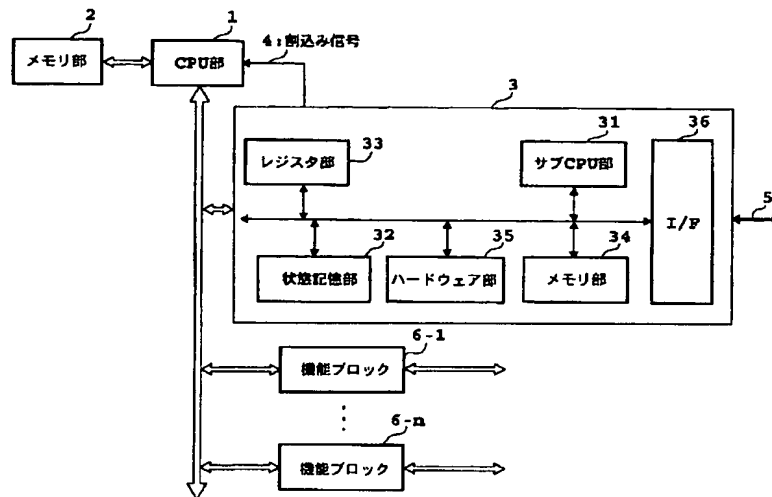 2
1
4:割込み信号
メモリ部
CPU部
3
33
31
36
レジスタ部
サブCPU部
5
I/F
32
35
34
状態記憶部
ハードウェア部
メモリ部
6-1
機能ブロック
6-n
機能ブロック